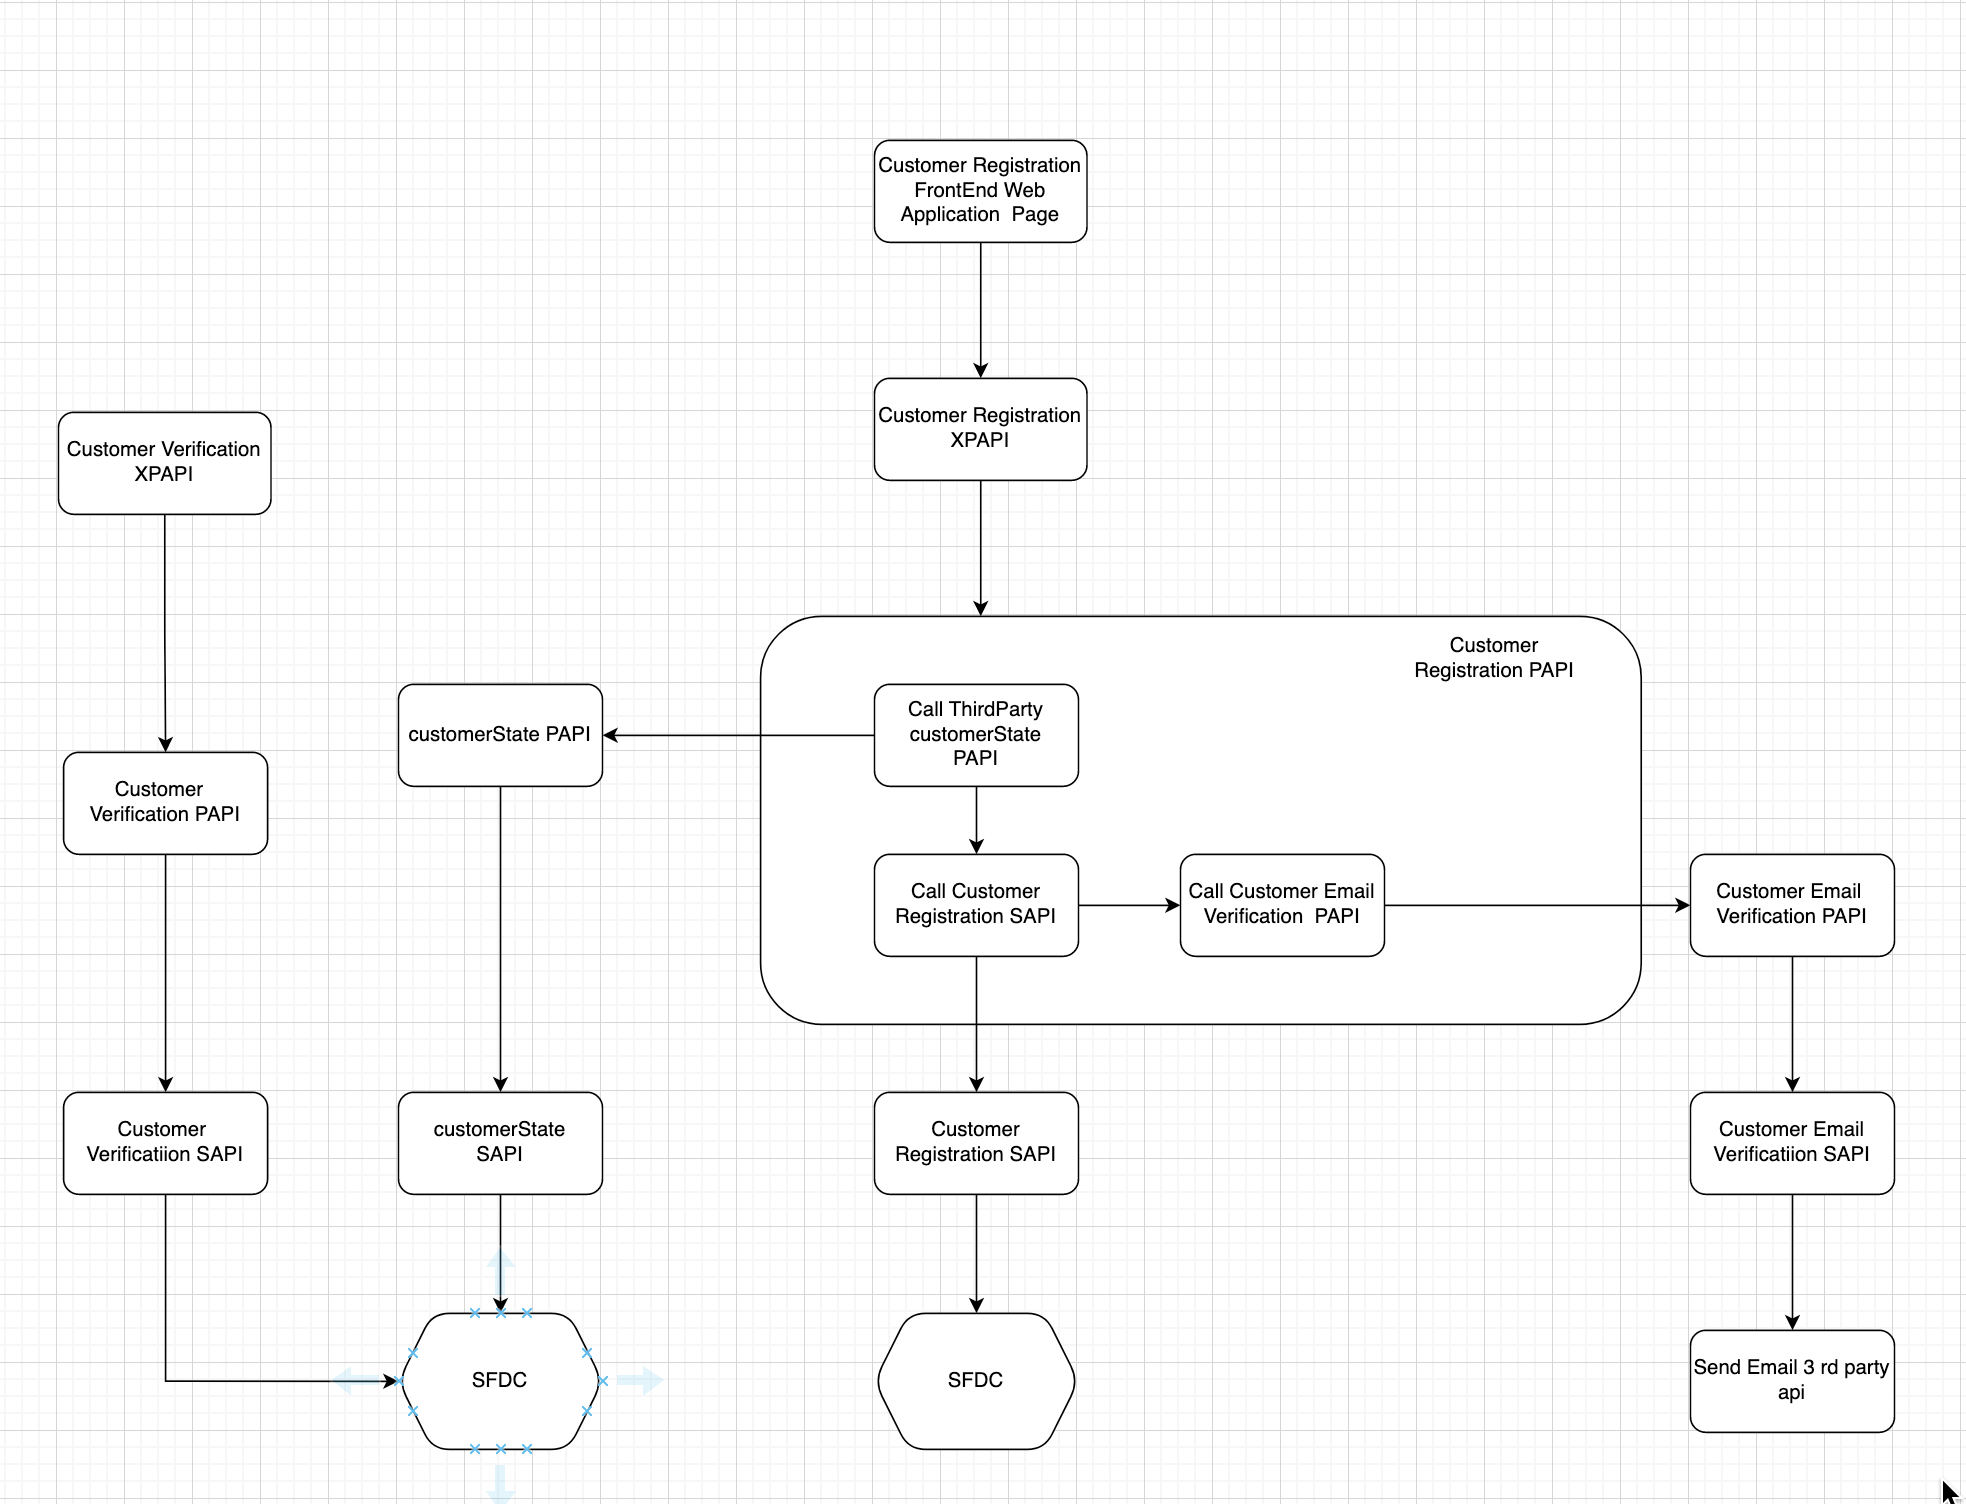 Customer Registration
FrontEnd Web
Application  Page
Customer Registration
XPAPI
Customer Verification
XPAPI
Customer
Registration PAPI
Call ThirdParty
customerState
PAPI
customerState PAPI
Customer
Verification PAPI
Call Customer
Registration SAPI
Call Customer Email
Verification  PAPI
Customer Email
Verification PAPI
Customer
Verificatiion SAPI
customerState
SAPI
Customer
Registration SAPI
Customer Email
Verificatiion SAPI
SFDC
SFDC
Send Email 3 rd party
api